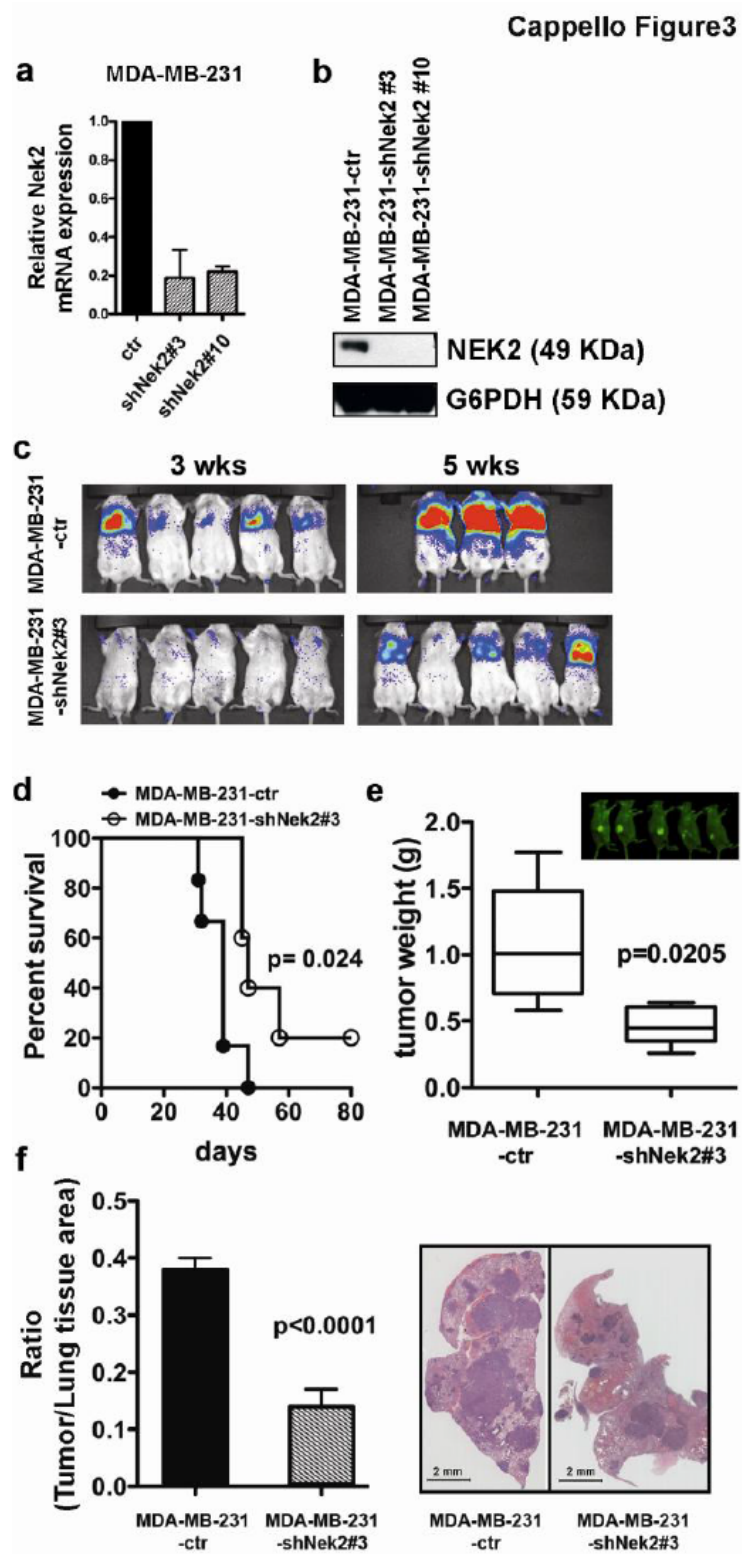 Cappello Figure3
a
MDA-MB-231
Relative Nek2
mRNA expression
1.0
0.8
0.6
0.4
0.2
0.0
ctr
shNek2#3
shNek2#10
b
MDA-MB-231-ctr
MDA-MB-231-shNek2 #3
MDA-MB-231-shNek2 #10
NEK2 (49 KDa)
G6PDH (59 KDa)
c
3 wks
5 wks
MDA-MB-231
-ctr
MDA-MB-231
-shNek2#3
d
MDA-MB-231-ctr
MDA-MB-231-shNek2#3
Percent survival
100
80
60
40
20
0
p= 0.024
0
20
40
60
80
days
e
tumor weight (g)
2.0
1.5
1.0
0.5
0.0
p=0.0205
MDA-MB-231
-ctr
MDA-MB-231
-shNek2#3
f
Ratio
(Tumor/Lung tissue area)
0.5
0.4
0.3
0.2
0.1
0.0
p<0.0001
MDA-MB-231
-ctr
MDA-MB-231
-shNek2#3
2 mm
2 mm
MDA-MB-231
-ctr
MDA-MB-231
-shNek2#3